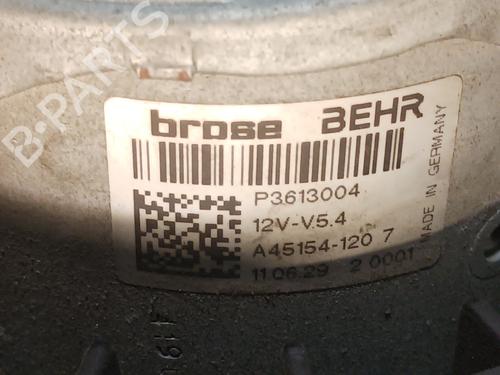 brose BEHR
P3613004
12V-V5.4
A45154-120 7
11.06.29 2 0001
MADE IN GERMANY
B-PARTS